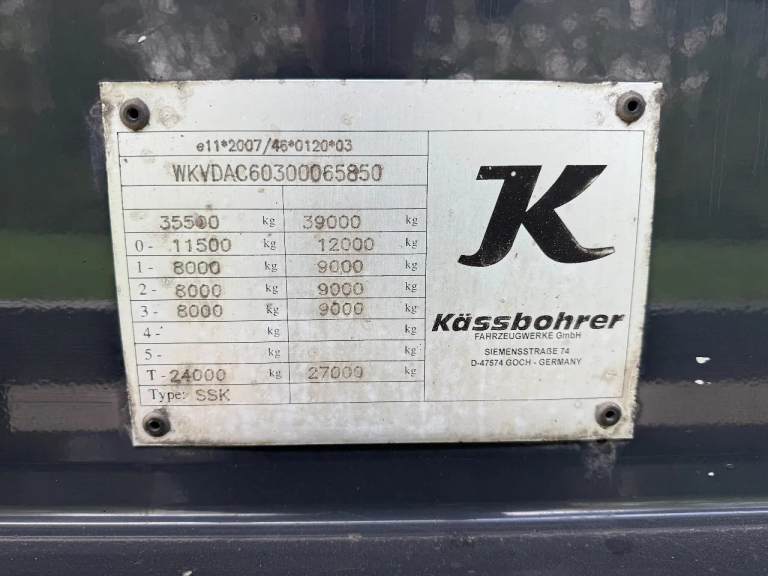 e11*2007/46*0120*03
WKVDAC60300065850
35500 kg 39000 kg
0- 11500 kg 12000 kg
1- 8000 kg 9000 kg
2- 8000 kg 9000 kg
3- 8000 kg 9000 kg
4- kg kg
5- kg kg
T- 24000 kg 27000 kg
Type: SSK
K
Kässbohrer
FAHRZEUGWERKE GmbH
SIEMENSSTRAßE 74
D-47574 GOCH - GERMANY